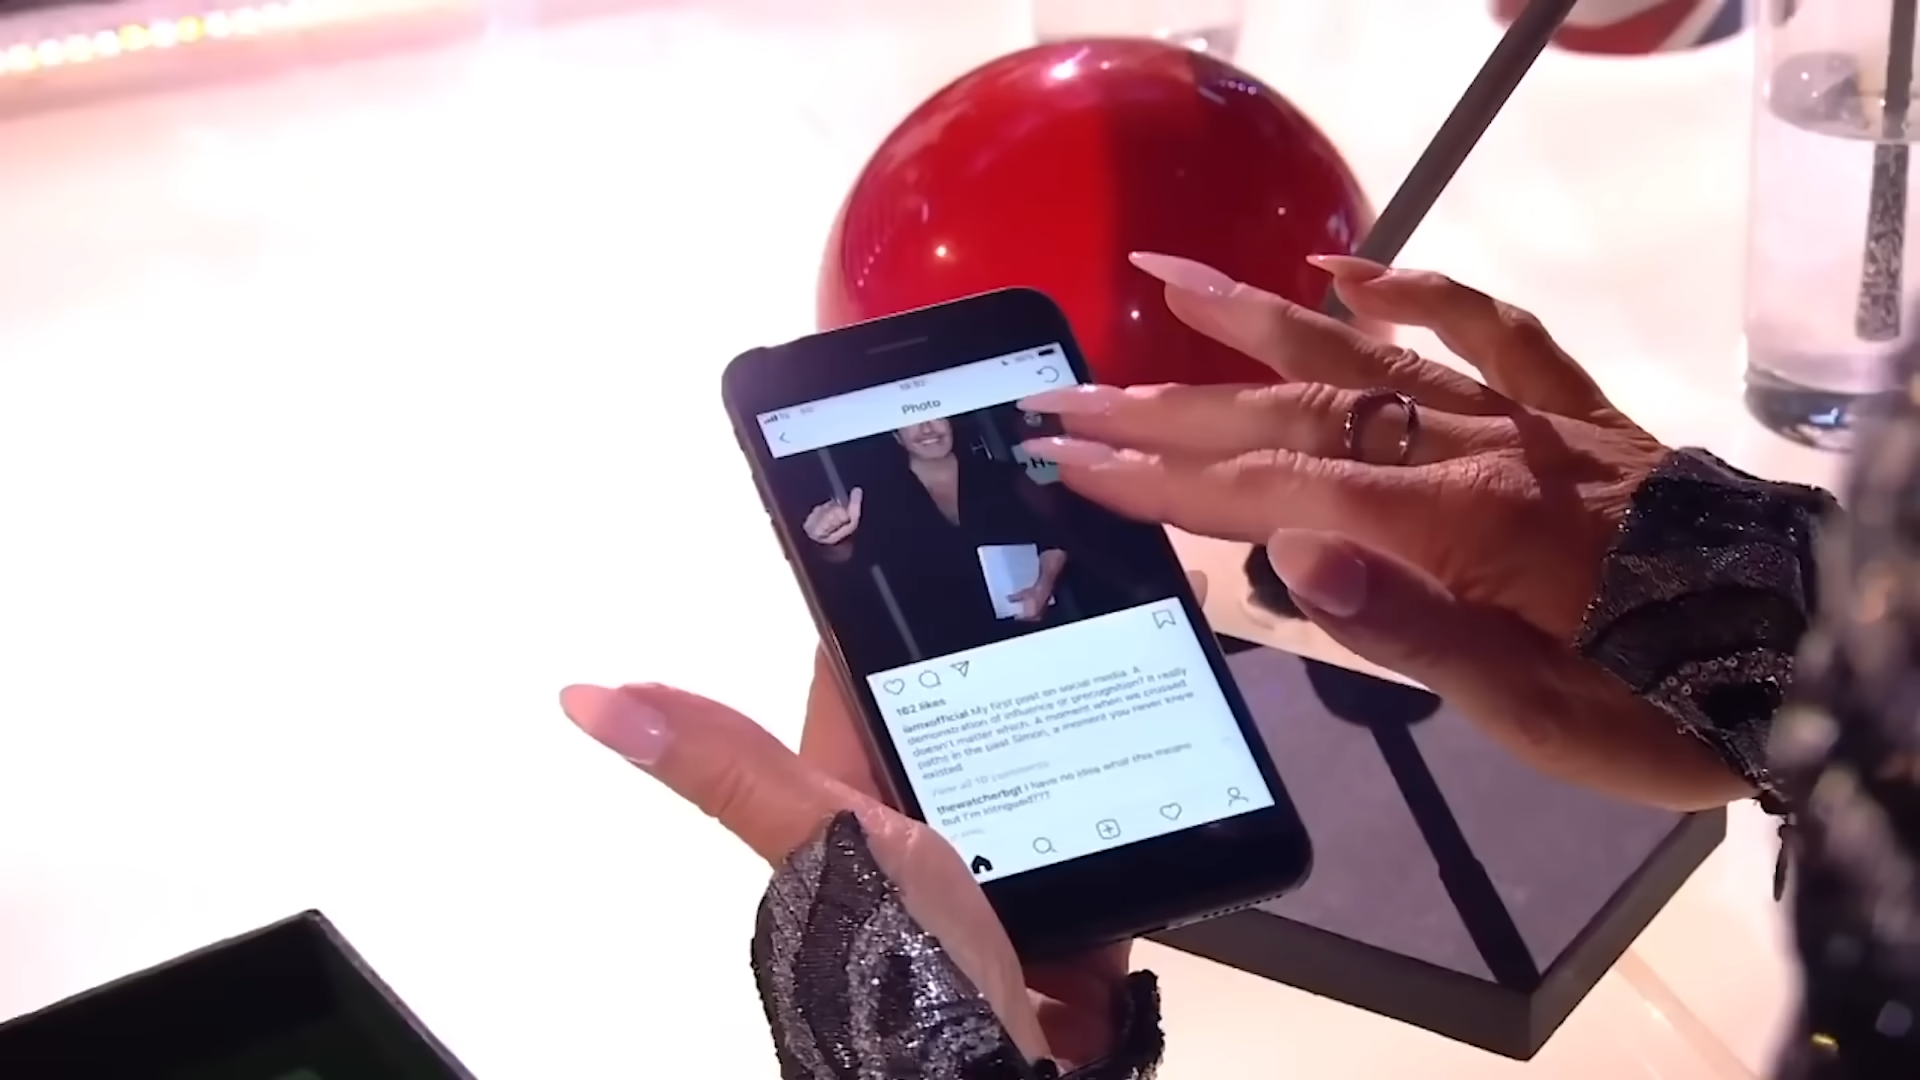 Photo
162 likes
iamxofficial My first post on social media. A
demonstration of influence or precognition? It really
doesn't matter which. A moment when we crossed
paths in the past Simon, a moment you never knew
existed
View all 10 comments
thewatcherbgt I have no idea what this means
but I'm intrigued???